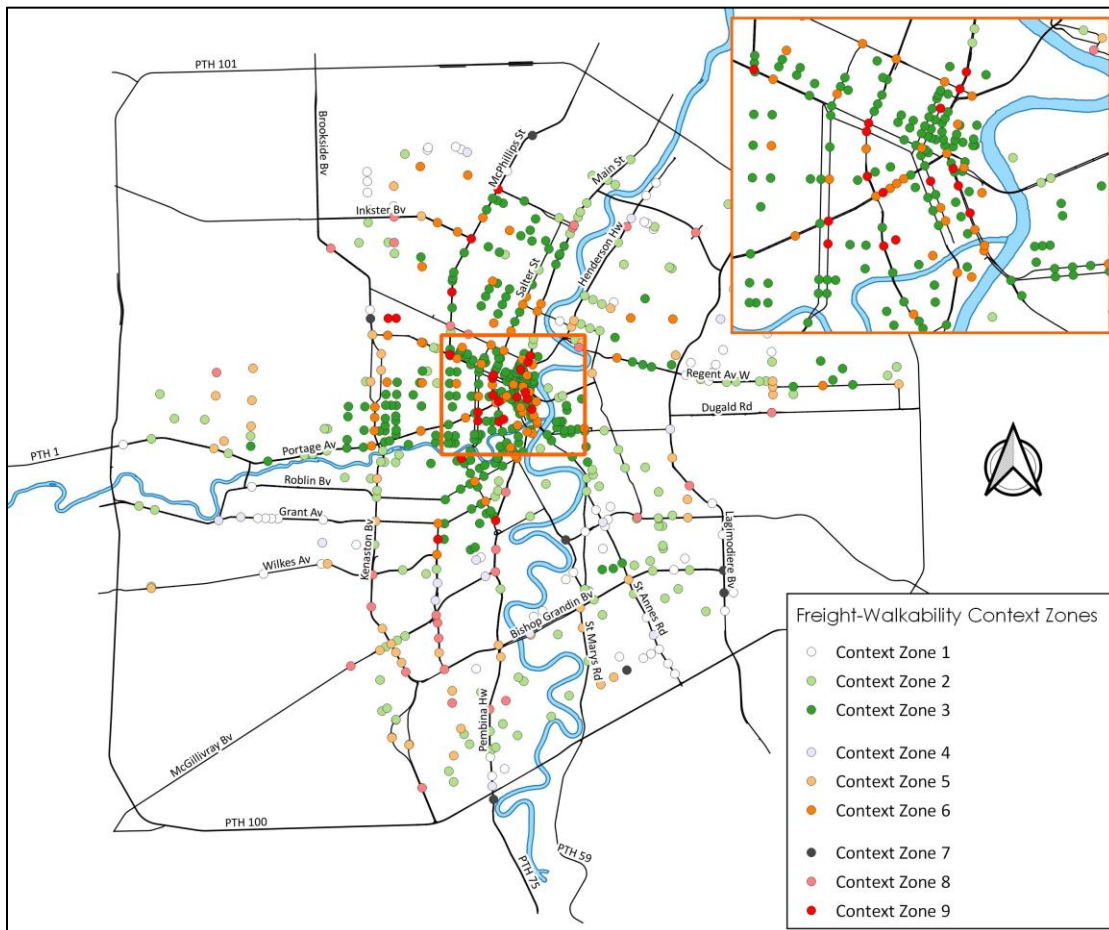 PTH 101
Brookside Bv
McPhillips St
Main St
Inkster Bv
Salter St
Henderson Hw
Regent Av W
Dugald Rd
PTH 1
Portage Av
Roblin Bv
Grant Av
Kenaston Bv
Wilkes Av
Lagimodiere Bv
St Annes Rd
Bishop Grandin Bv
St Marys Rd
Pembina Hw
McGillivray Bv
PTH 100
PTH 75
PTH 59
Freight-Walkability Context Zones
Context Zone 1
Context Zone 2
Context Zone 3
Context Zone 4
Context Zone 5
Context Zone 6
Context Zone 7
Context Zone 8
Context Zone 9